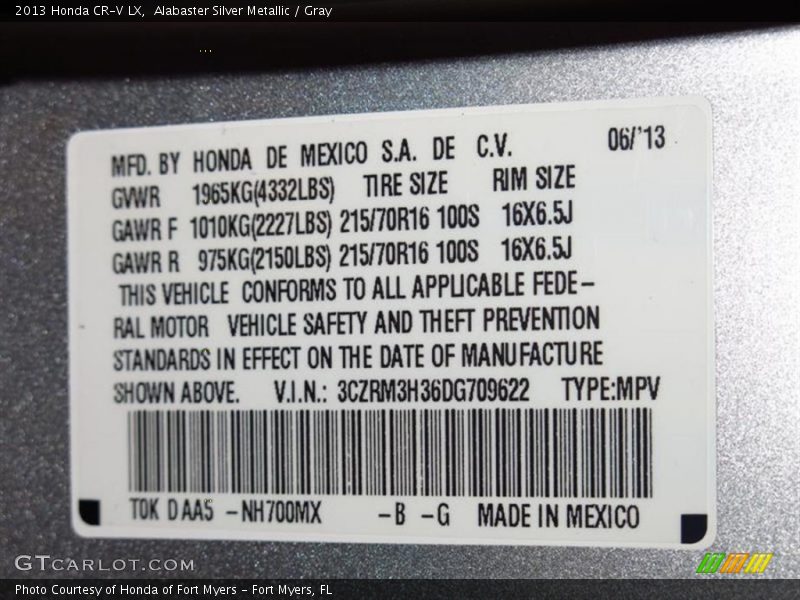 2013 Honda CR-V LX, Alabaster Silver Metallic / Gray
MFD. BY HONDA DE MEXICO S.A. DE C.V. 06/'13
GVWR 1965KG(4332LBS) TIRE SIZE RIM SIZE
GAWR F 1010KG(2227LBS) 215/70R16 100S 16X6.5J
GAWR R 975KG(2150LBS) 215/70R16 100S 16X6.5J
THIS VEHICLE CONFORMS TO ALL APPLICABLE FEDE-
RAL MOTOR VEHICLE SAFETY AND THEFT PREVENTION
STANDARDS IN EFFECT ON THE DATE OF MANUFACTURE
SHOWN ABOVE. V.I.N.: 3CZRM3H36DG709622 TYPE:MPV
TOK D AA5 -NH700MX -B -G MADE IN MEXICO
GTCARLOT.COM
Photo Courtesy of Honda of Fort Myers - Fort Myers, FL